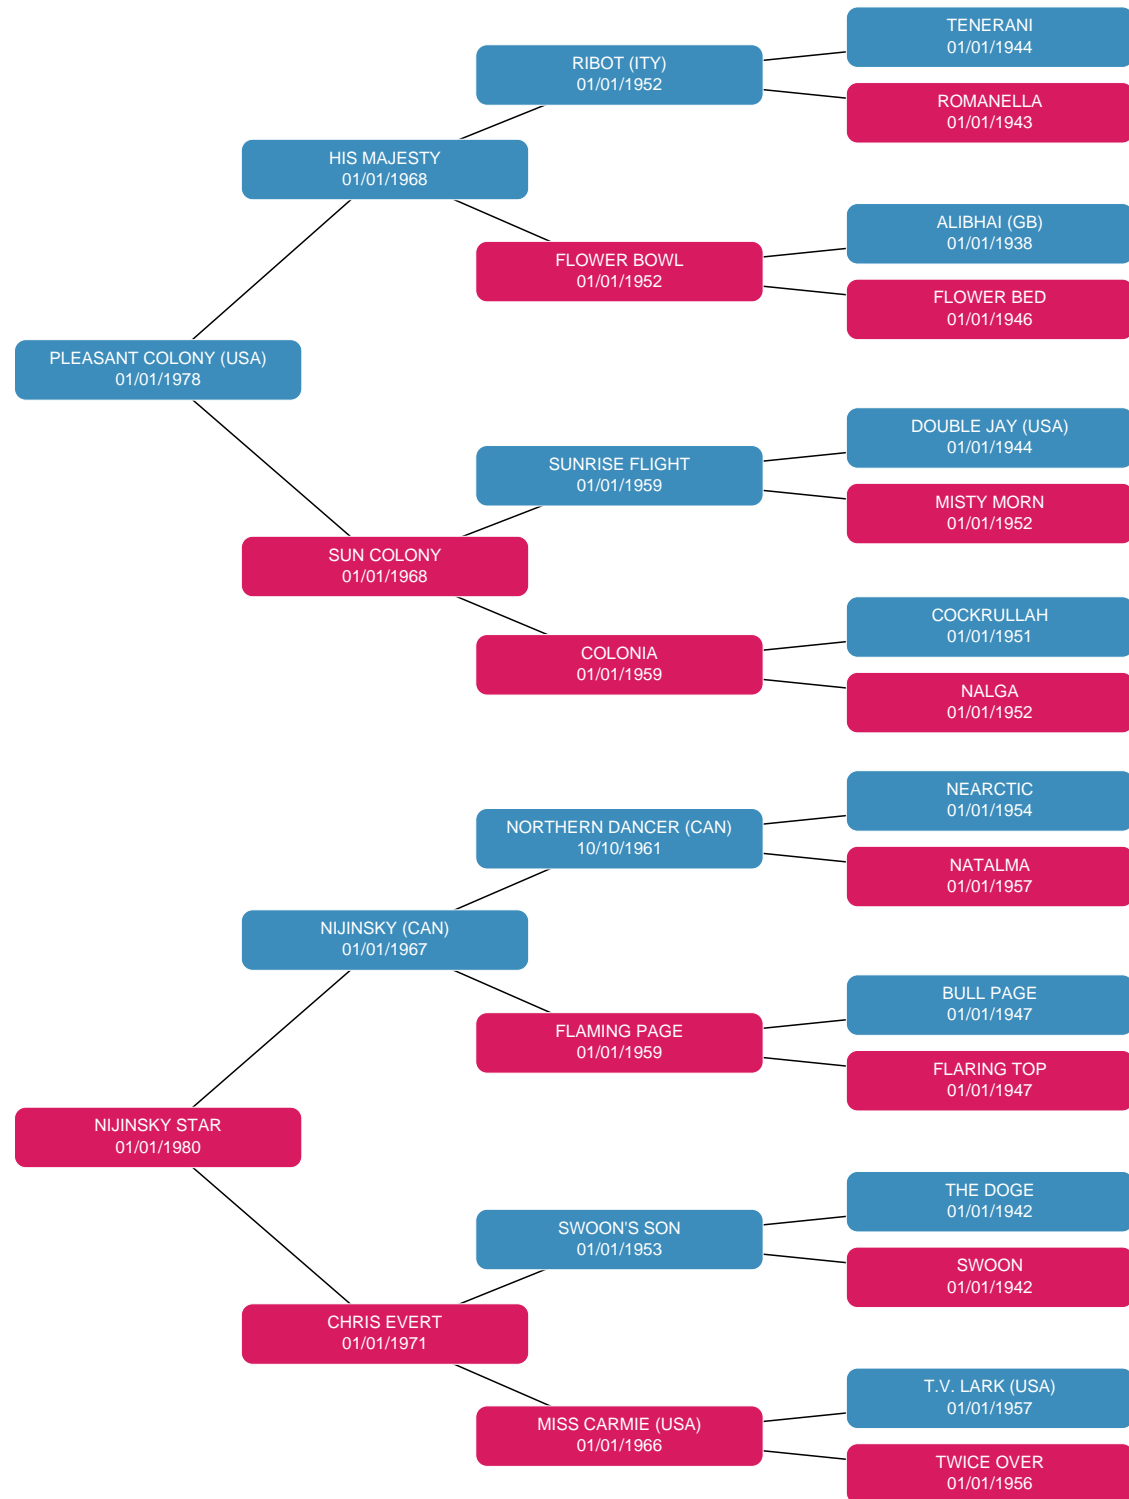 TENERANI
01/01/1944
RIBOT (ITY)
01/01/1952
ROMANELLA
01/01/1943
HIS MAJESTY
01/01/1968
ALIBHAI (GB)
01/01/1938
FLOWER BOWL
01/01/1952
FLOWER BED
01/01/1946
PLEASANT COLONY (USA)
01/01/1978
DOUBLE JAY (USA)
01/01/1944
SUNRISE FLIGHT
01/01/1959
MISTY MORN
01/01/1952
SUN COLONY
01/01/1968
COCKRULLAH
01/01/1951
COLONIA
01/01/1959
NALGA
01/01/1952
NEARCTIC
01/01/1954
NORTHERN DANCER (CAN)
10/10/1961
NATALMA
01/01/1957
NIJINSKY (CAN)
01/01/1967
BULL PAGE
01/01/1947
FLAMING PAGE
01/01/1959
FLARING TOP
01/01/1947
NIJINSKY STAR
01/01/1980
THE DOGE
01/01/1942
SWOON'S SON
01/01/1953
SWOON
01/01/1942
CHRIS EVERT
01/01/1971
T.V. LARK (USA)
01/01/1957
MISS CARMIE (USA)
01/01/1966
TWICE OVER
01/01/1956